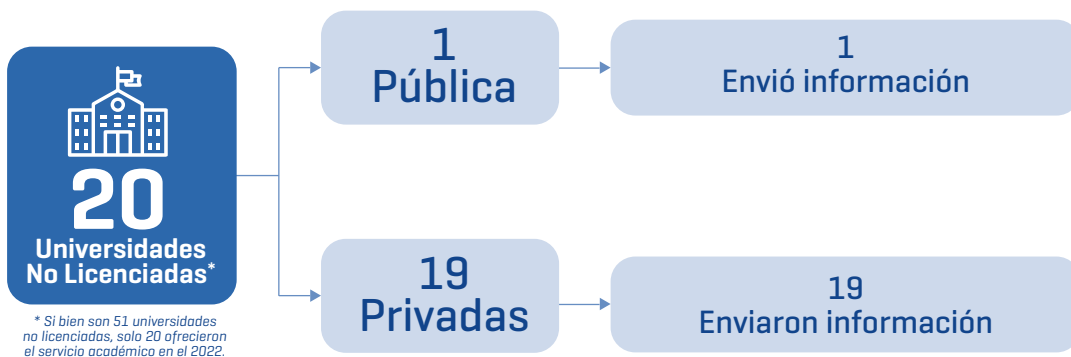 20
Universidades
No Licenciadas*
* Si bien son 51 universidades
no licenciadas, solo 20 ofrecieron
el servicio académico en el 2022.
1
Pública
1
Envió información
19
Privadas
19
Enviaron información